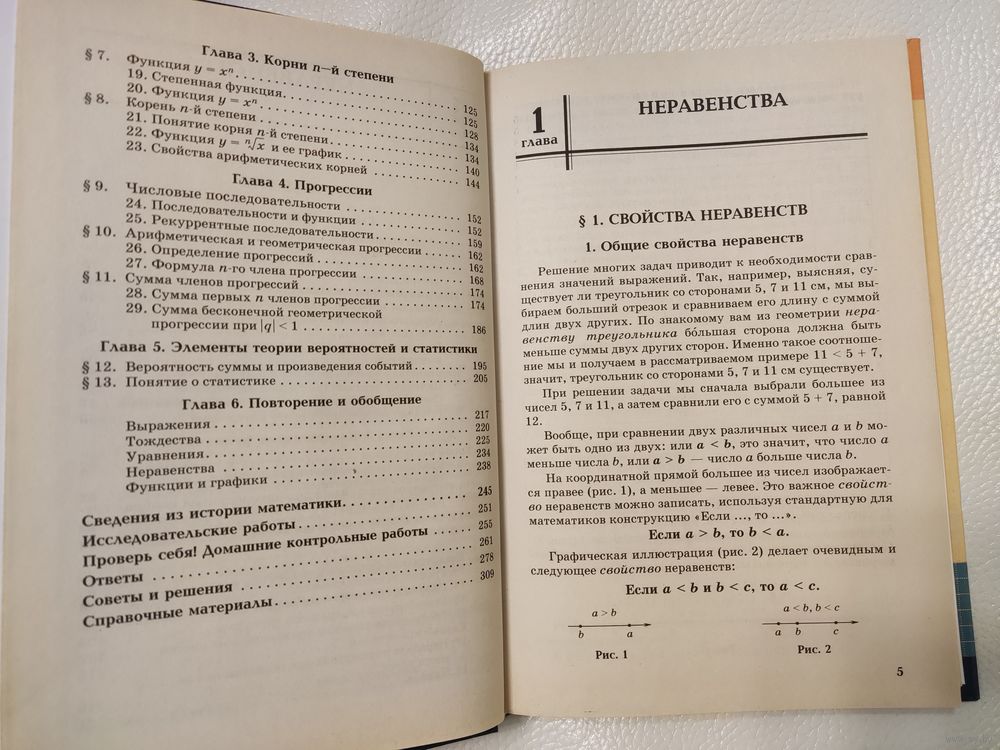 Глава 3. Корни n—й степени
§ 7. Функция y = xⁿ 125
19. Степенная функция 125
20. Функция y = xⁿ 128
§ 8. Корень n-й степени 134
21. Понятие корня n-й степени 134
22. Функция y = ⁿ√x и ее график 140
23. Свойства арифметических корней 144
Глава 4. Прогрессии
§ 9. Числовые последовательности 152
24. Последовательности и функции 152
25. Рекуррентные последовательности 159
§ 10. Арифметическая и геометрическая прогрессии 162
26. Определение прогрессий 162
27. Формула n-го члена прогрессии 168
§ 11. Сумма членов прогрессий 174
28. Сумма первых n членов прогрессии 174
29. Сумма бесконечной геометрической
прогрессии при |q| < 1 186
Глава 5. Элементы теории вероятностей и статистики
§ 12. Вероятность суммы и произведения событий 195
§ 13. Понятие о статистике 205
Глава 6. Повторение и обобщение
Выражения 217
Тождества 220
Уравнения 225
Неравенства 234
Функции и графики 238
Сведения из истории математики 245
Исследовательские работы 251
Проверь себя! Домашние контрольные работы 255
Ответы 261
Советы и решения 278
Справочные материалы 309
1
глава
НЕРАВЕНСТВА
§ 1. СВОЙСТВА НЕРАВЕНСТВ
1. Общие свойства неравенств
Решение многих задач приводит к необходимости срав-
нения значений выражений. Так, например, выясняя, су-
ществует ли треугольник со сторонами 5, 7 и 11 см, мы вы-
бираем больший отрезок и сравниваем его длину с суммой
длин двух других. По знакомому вам из геометрии нера-
венству треугольника бо́льшая сторона должна быть
меньше суммы двух других сторон. Именно такое соотноше-
ние мы и получаем в рассматриваемом примере 11 < 5 + 7,
значит, треугольник со сторонами 5, 7 и 11 см существует.
При решении задачи мы сначала выбрали большее из
чисел 5, 7 и 11, а затем сравнили его с суммой 5 + 7, равной
12.
Вообще, при сравнении двух различных чисел a и b мо-
жет быть одно из двух: или a < b, это значит, что число a
меньше числа b, или a > b — число a больше числа b.
На координатной прямой большее из чисел изображает-
ся правее (рис. 1), а меньшее — левее. Это важное свойст-
во неравенств можно записать, используя стандартную для
математиков конструкцию «Если ..., то ...».
Если a > b, то b < a.
Графическая иллюстрация (рис. 2) делает очевидным и
следующее свойство неравенств:
Если a < b и b < c, то a < c.
a > b
b a
Рис. 1
a < b, b < c
a b c
Рис. 2
5